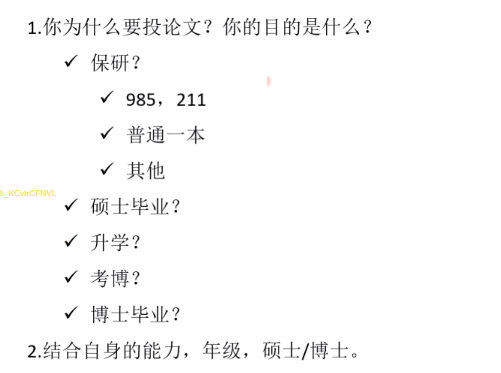 1.你为什么要投论文？你的目的是什么？
✓ 保研？
✓ 985，211
✓ 普通一本
✓ 其他
✓ 硕士毕业？
✓ 升学？
✓ 考博？
✓ 博士毕业？
2.结合自身的能力，年级，硕士/博士。